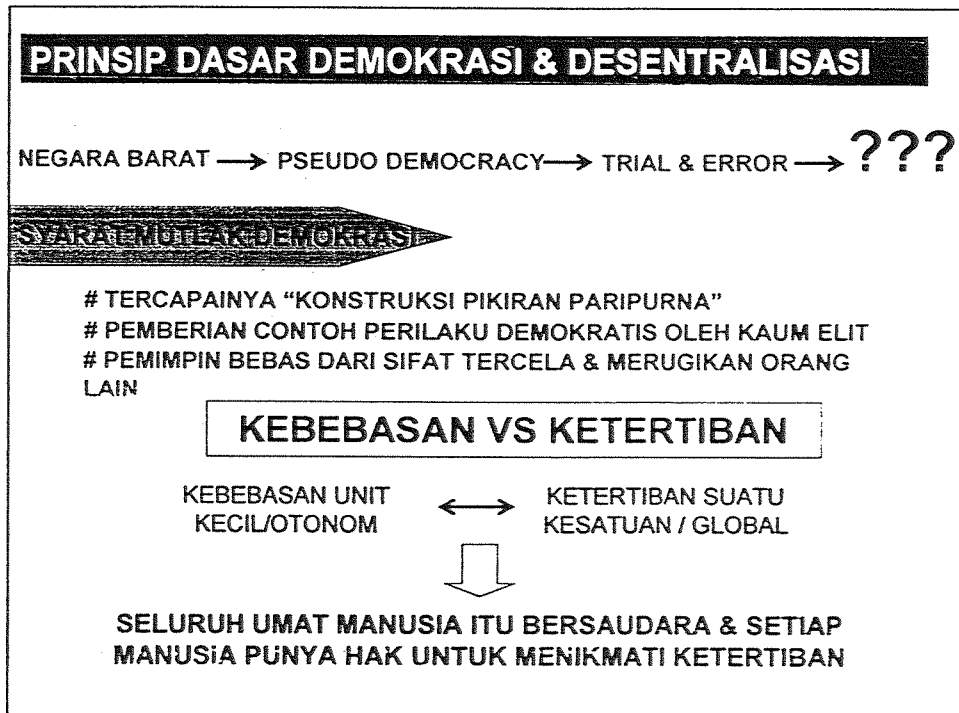 PRINSIP DASAR DEMOKRASI & DESENTRALISASI
NEGARA BARAT → PSEUDO DEMOCRACY → TRIAL & ERROR → ???
SYARAT MUTLAK DEMOKRASI
# TERCAPAINYA “KONSTRUKSI PIKIRAN PARIPURNA”
# PEMBERIAN CONTOH PERILAKU DEMOKRATIS OLEH KAUM ELIT
# PEMIMPIN BEBAS DARI SIFAT TERCELA & MERUGIKAN ORANG
LAIN
KEBEBASAN VS KETERTIBAN
KEBEBASAN UNIT
KECIL/OTONOM
↔
KETERTIBAN SUATU
KESATUAN / GLOBAL
SELURUH UMAT MANUSIA ITU BERSAUDARA & SETIAP
MANUSIA PUNYA HAK UNTUK MENIKMATI KETERTIBAN